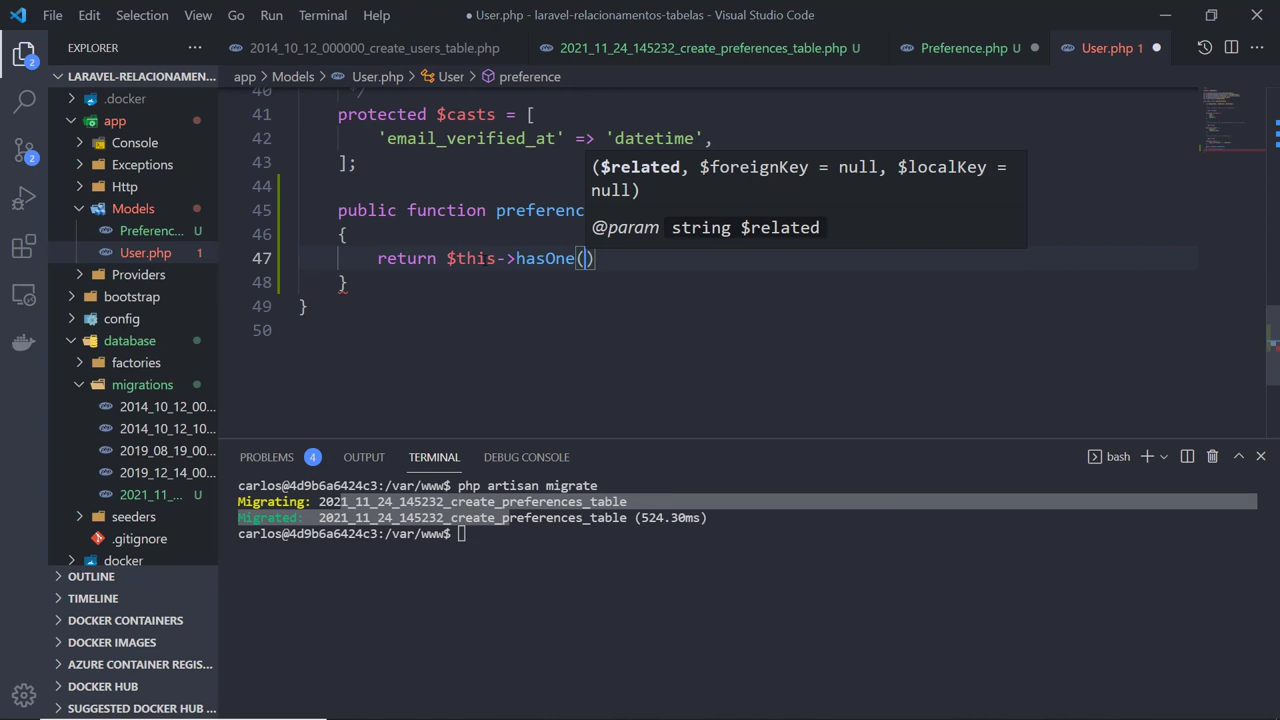 File Edit Selection View Go Run Terminal Help
● User.php - laravel-relacionamentos-tabelas - Visual Studio Code
EXPLORER ···
2014_10_12_000000_create_users_table.php
2021_11_24_145232_create_preferences_table.php U
Preference.php U
User.php 1
LARAVEL-RELACIONAMENT...
app > Models > User.php > User > preference
.docker
app
Console
Exceptions
Http
Models
Preferenc... U
User.php 1
Providers
bootstrap
config
database
factories
migrations
2014_10_12_00...
2014_10_12_10...
2019_08_19_00...
2019_12_14_00...
2021_11_... U
seeders
.gitignore
docker
OUTLINE
TIMELINE
DOCKER CONTAINERS
DOCKER IMAGES
AZURE CONTAINER REGIS...
DOCKER HUB
SUGGESTED DOCKER HUB ...
2
2
40 */
41 protected $casts = [
42 'email_verified_at' => 'datetime',
43 ];
44
45 public function preferenc
46 {
47 return $this->hasOne()
48 }
49 }
50
($related, $foreignKey = null, $localKey =
null)
@param string $related
PROBLEMS 4 OUTPUT TERMINAL DEBUG CONSOLE
bash
carlos@4d9b6a6424c3:/var/www$ php artisan migrate
Migrating: 2021_11_24_145232_create_preferences_table
Migrated: 2021_11_24_145232_create_preferences_table (524.30ms)
carlos@4d9b6a6424c3:/var/www$